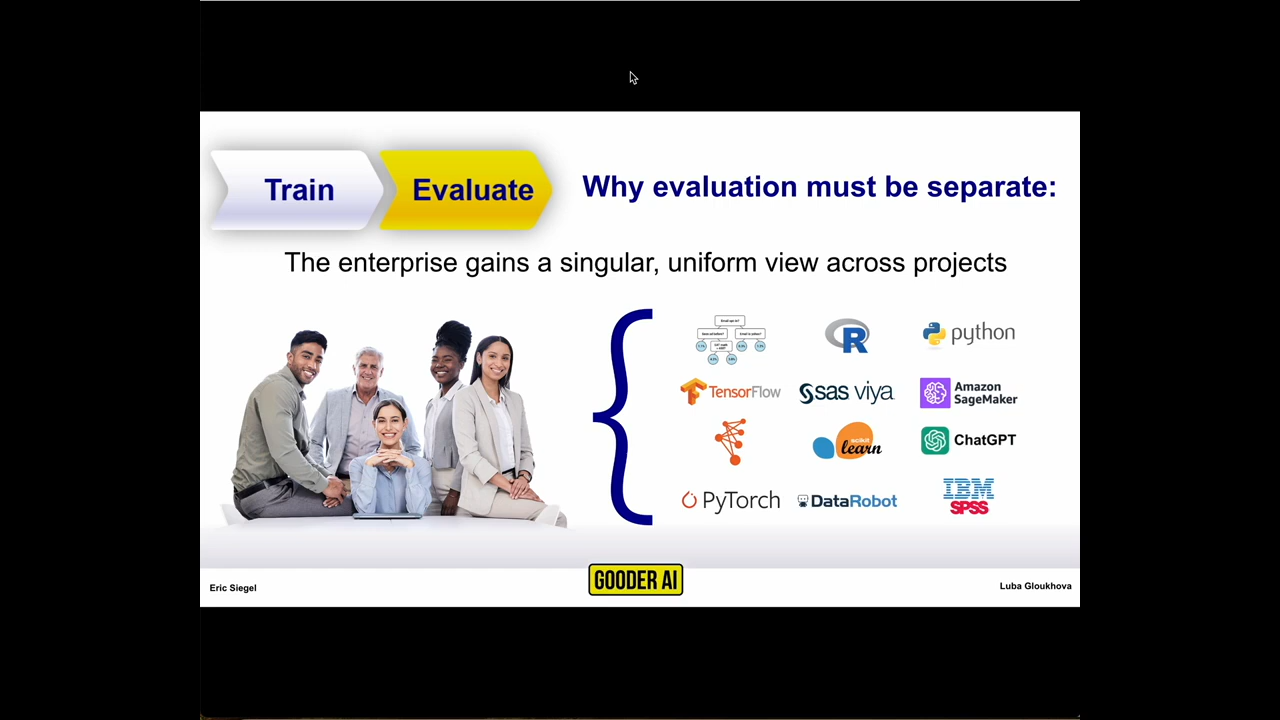 Train
Evaluate
Why evaluation must be separate:
The enterprise gains a singular, uniform view across projects
R
python
TensorFlow
sas viya
Amazon
SageMaker
scikit
learn
ChatGPT
PyTorch
DataRobot
IBM
SPSS
Eric Siegel
GOODER AI
Luba Gloukhova